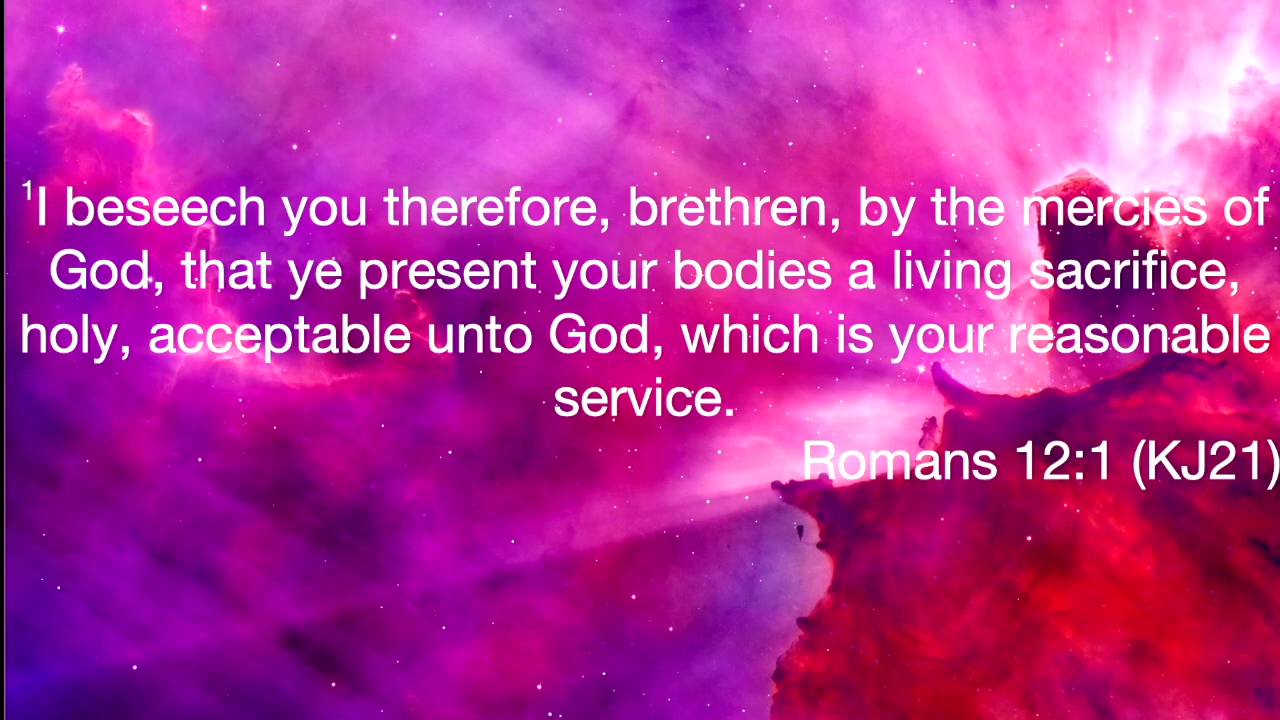 ¹I beseech you therefore, brethren, by the mercies of
God, that ye present your bodies a living sacrifice,
holy, acceptable unto God, which is your reasonable
service.
Romans 12:1 (KJ21)